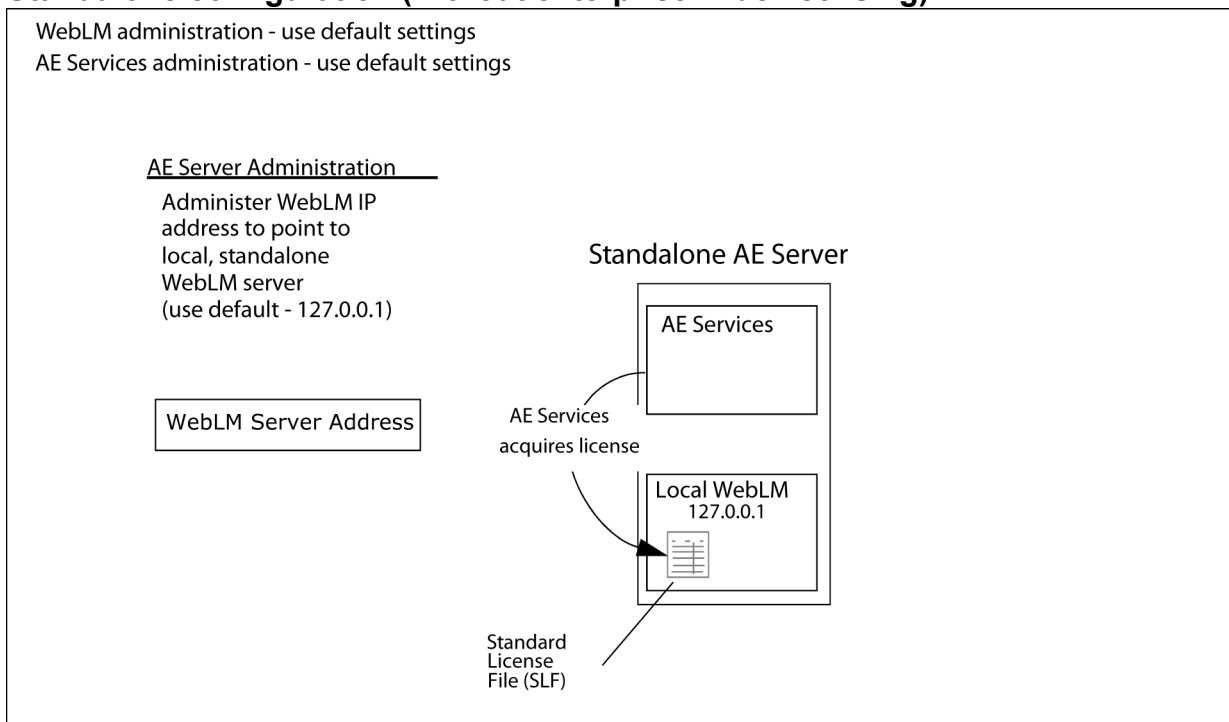 WebLM administration - use default settings
AE Services administration - use default settings
AE Server Administration
Administer WebLM IP
address to point to
local, standalone
WebLM server
(use default - 127.0.0.1)
WebLM Server Address
Standalone AE Server
AE Services
AE Services
acquires license
Local WebLM
127.0.0.1
Standard
License
File (SLF)